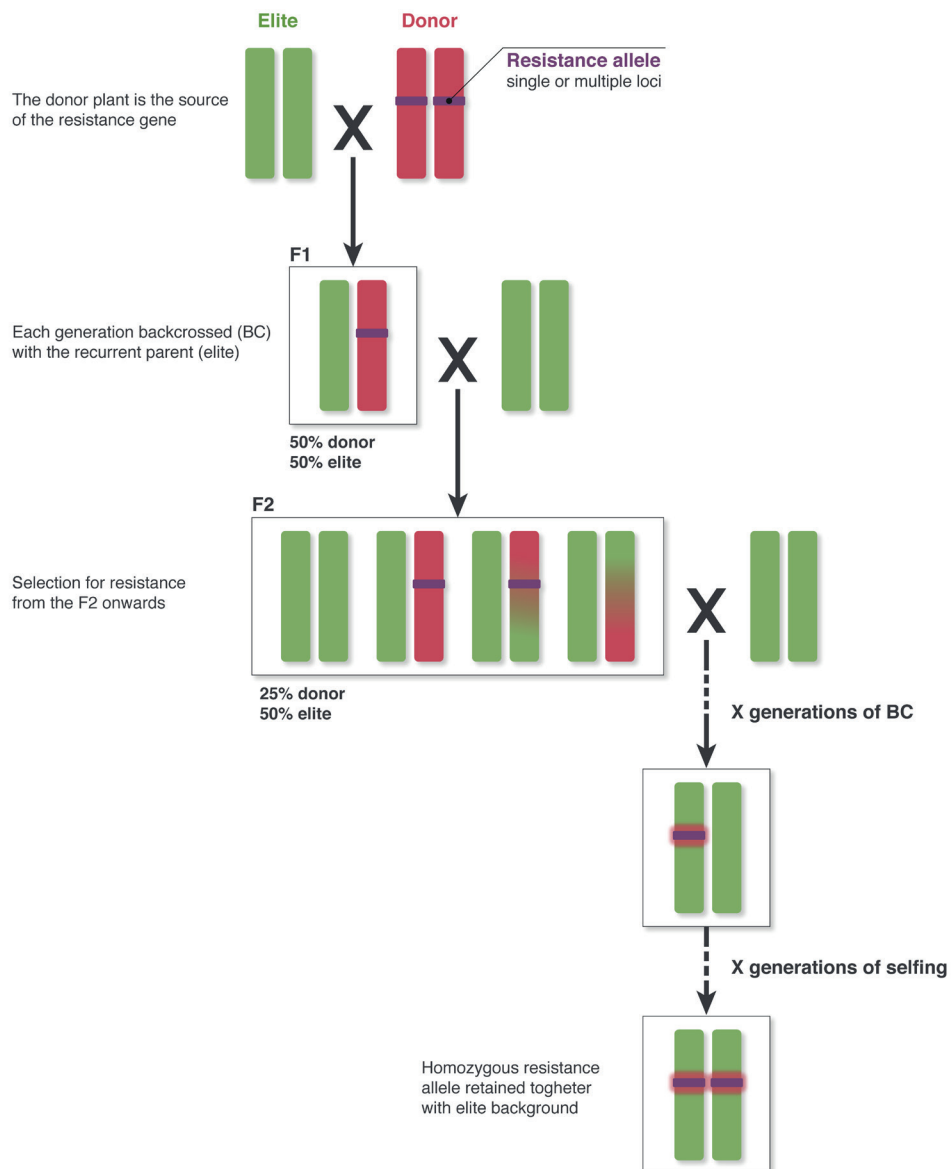 Elite
Donor
Resistance allele
single or multiple loci
The donor plant is the source
of the resistance gene
X
F1
Each generation backcrossed (BC)
with the recurrent parent (elite)
X
50% donor
50% elite
F2
Selection for resistance
from the F2 onwards
X
25% donor
50% elite
X generations of BC
X generations of selfing
Homozygous resistance
allele retained togheter
with elite background